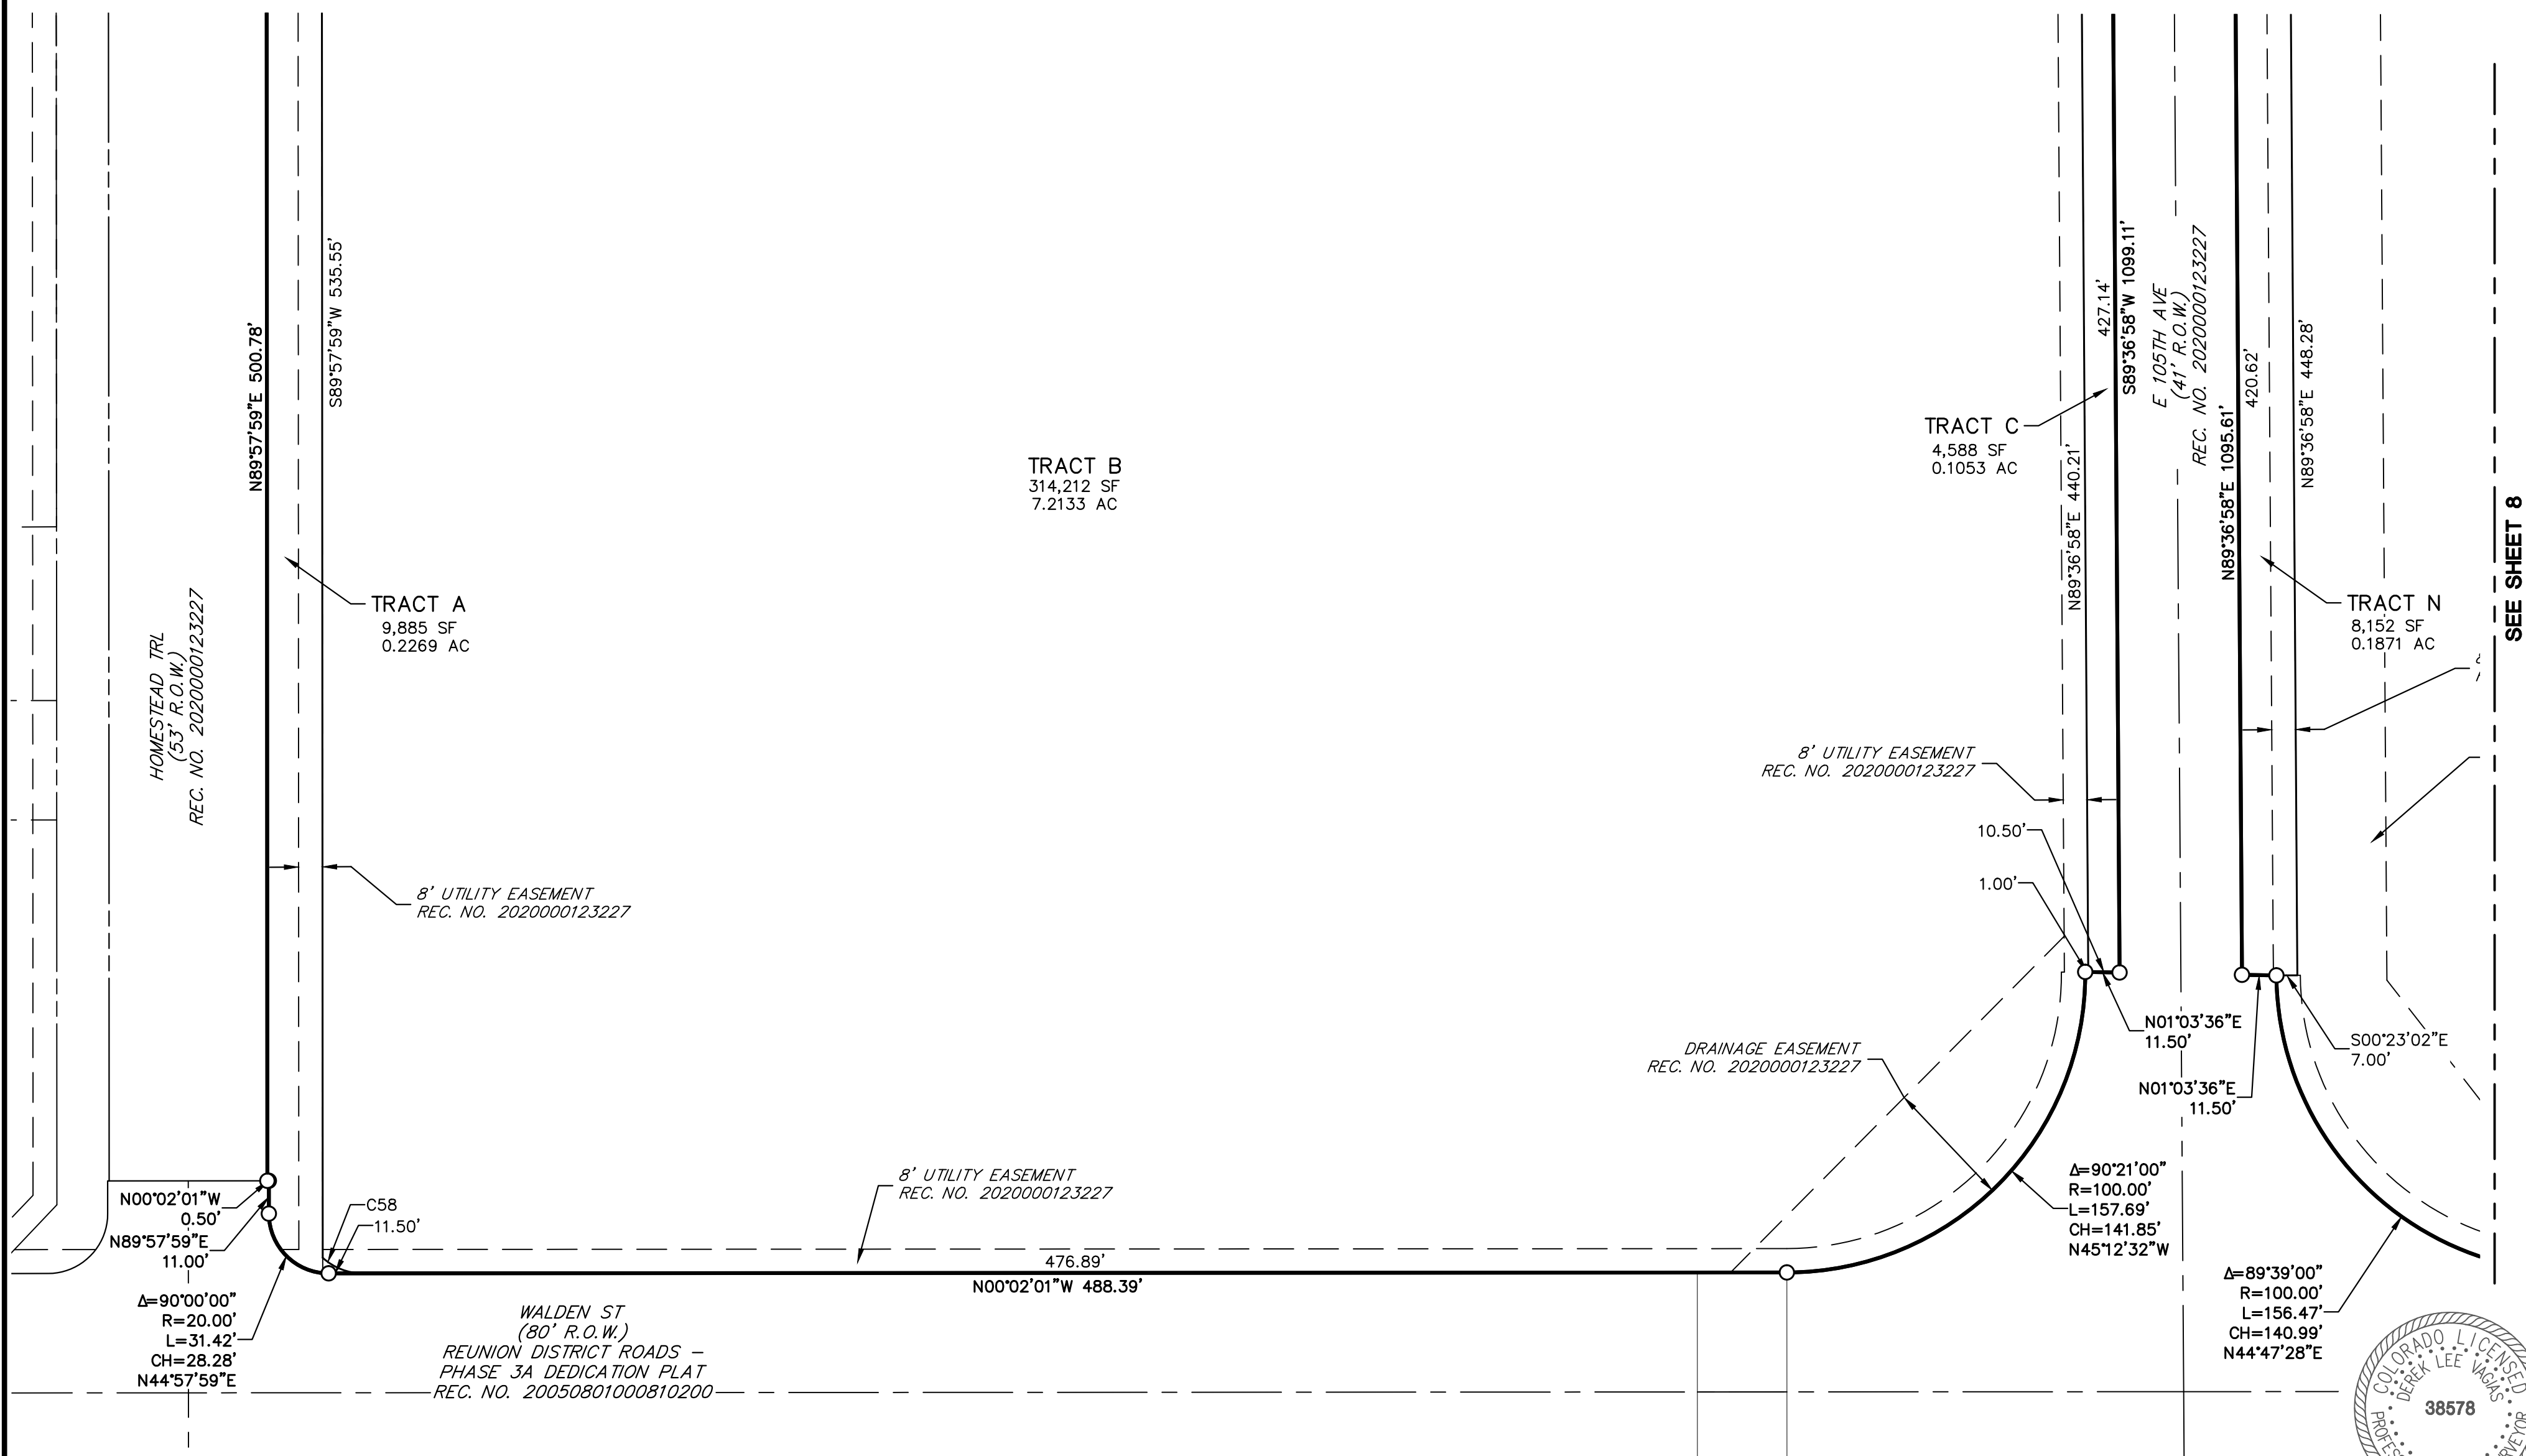 N89°57'59"E 500.78'
S89°57'59"W 535.55'
TRACT A
9,885 SF
0.2269 AC
HOMESTEAD TRL
(53' R.O.W.)
REC. NO. 2020000123227
8' UTILITY EASEMENT
REC. NO. 2020000123227
TRACT B
314,212 SF
7.2133 AC
TRACT C
4,588 SF
0.1053 AC
N89°36'58"E 440.21'
427.14'
S89°36'58"W 1099.11'
E 105TH AVE
(41' R.O.W.)
REC. NO. 2020000123227
N89°36'58"E 1095.61'
420.62'
N89°36'58"E 448.28'
TRACT N
8,152 SF
0.1871 AC
SEE SHEET 8
8' UTILITY EASEMENT
REC. NO. 2020000123227
10.50'
1.00'
N01°03'36"E
11.50'
S00°23'02"E
7.00'
N01°03'36"E
11.50'
DRAINAGE EASEMENT
REC. NO. 2020000123227
8' UTILITY EASEMENT
REC. NO. 2020000123227
N00°02'01"W
0.50'
N89°57'59"E
11.00'
C58
11.50'
476.89'
N00°02'01"W 488.39'
Δ=90°00'00"
R=20.00'
L=31.42'
CH=28.28'
N44°57'59"E
WALDEN ST
(80' R.O.W.)
REUNION DISTRICT ROADS –
PHASE 3A DEDICATION PLAT
REC. NO. 20050801000810200
Δ=90°21'00"
R=100.00'
L=157.69'
CH=141.85'
N45°12'32"W
Δ=89°39'00"
R=100.00'
L=156.47'
CH=140.99'
N44°47'28"E
COLORADO LICENSED
DEREK LEE VAGIAS
38578